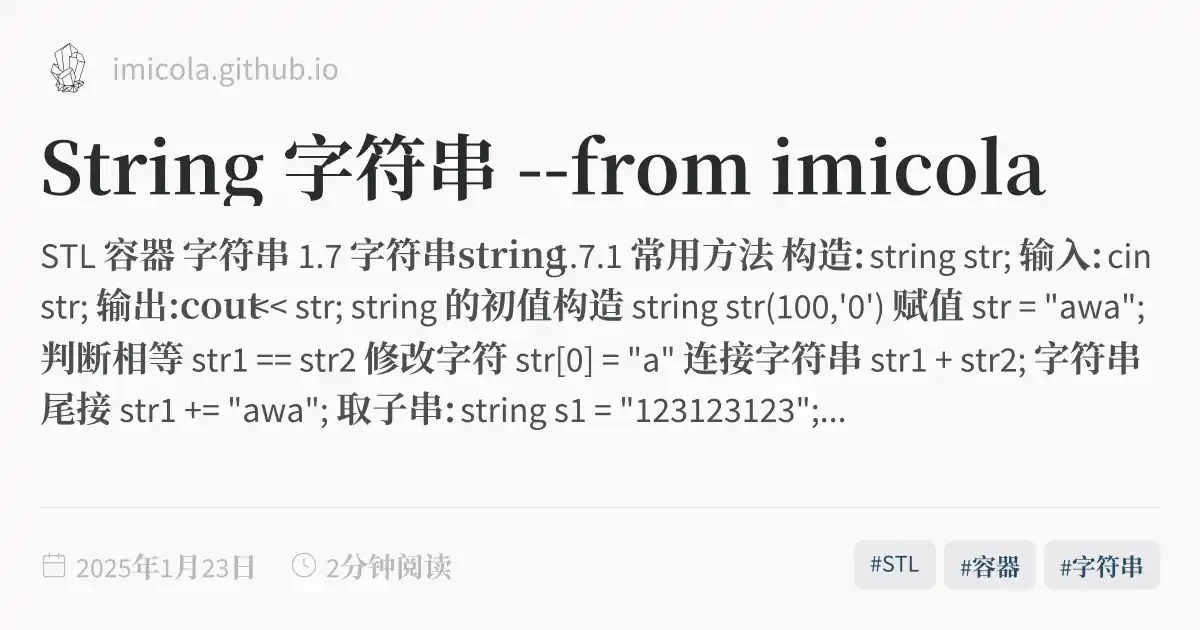 imicola.github.io
String 字符串 --from imicola
STL 容器 字符串 1.7 字符串string1.7.1 常用方法 构造: string str; 输入: cin
str; 输出:cout<< str; string 的初值构造 string str(100,'0') 赋值 str = "awa";
判断相等 str1 == str2 修改字符 str[0] = "a" 连接字符串 str1 + str2; 字符串
尾接 str1 += "awa"; 取子串: string s1 = "123123123";...
2025年1月23日
2分钟阅读
#STL
#容器
#字符串